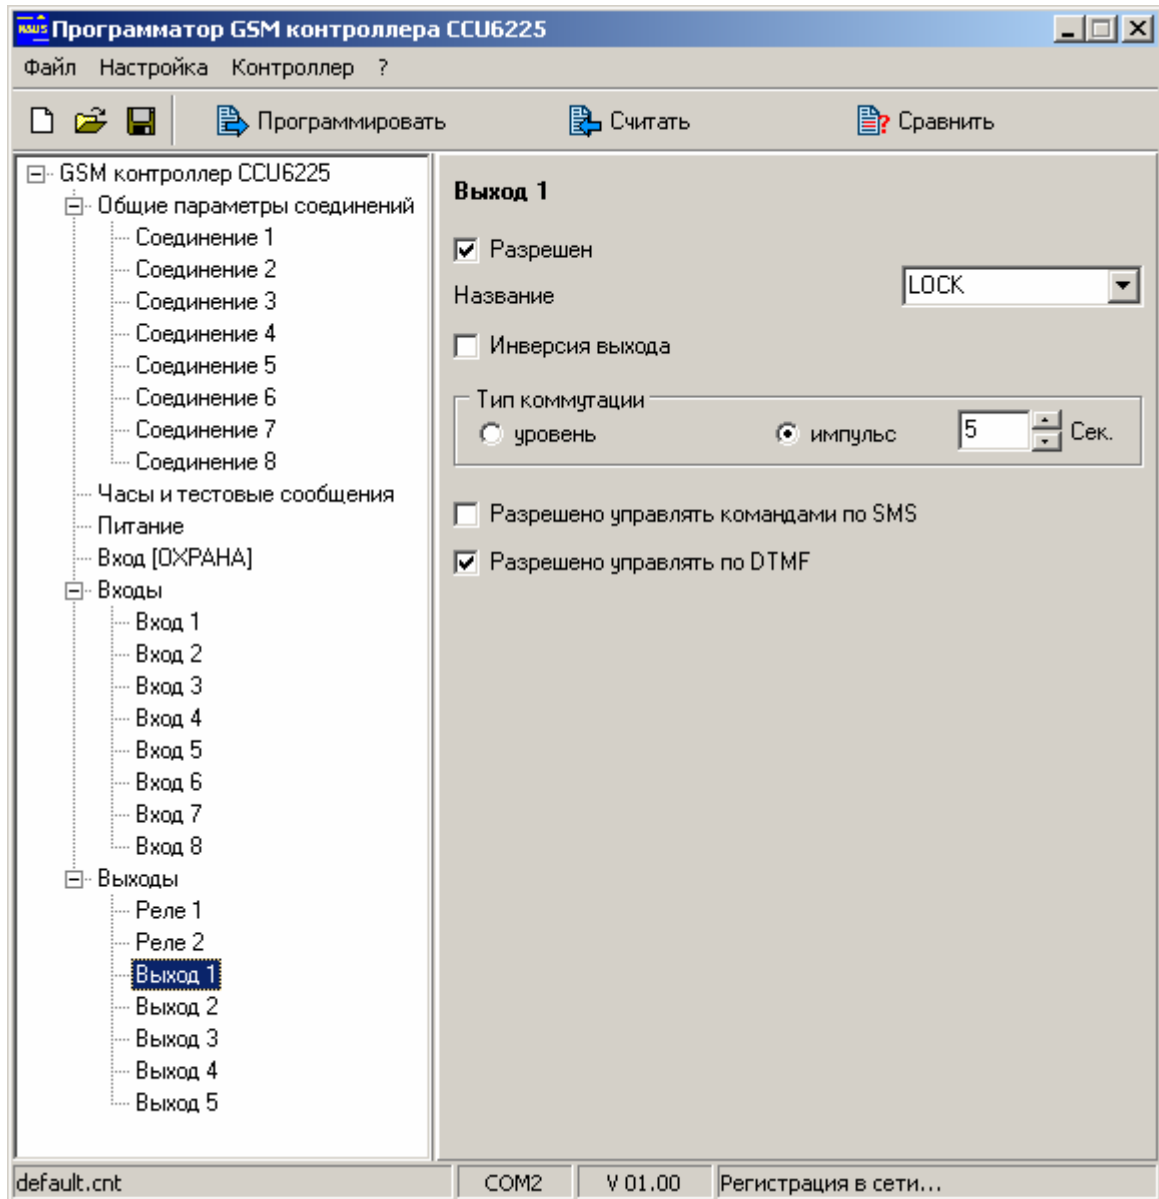 Программатор GSM контроллера CCU6225
Файл Настройка Контроллер ?
Программировать Считать Сравнить
GSM контроллер CCU6225
Общие параметры соединений
Соединение 1
Соединение 2
Соединение 3
Соединение 4
Соединение 5
Соединение 6
Соединение 7
Соединение 8
Часы и тестовые сообщения
Питание
Вход [ОХРАНА]
Входы
Вход 1
Вход 2
Вход 3
Вход 4
Вход 5
Вход 6
Вход 7
Вход 8
Выходы
Реле 1
Реле 2
Выход 1
Выход 2
Выход 3
Выход 4
Выход 5
Выход 1
Разрешен
Название LOCK
Инверсия выхода
Тип коммутации
уровень импульс 5 Сек.
Разрешено управлять командами по SMS
Разрешено управлять по DTMF
default.cnt COM2 V 01.00 Регистрация в сети...